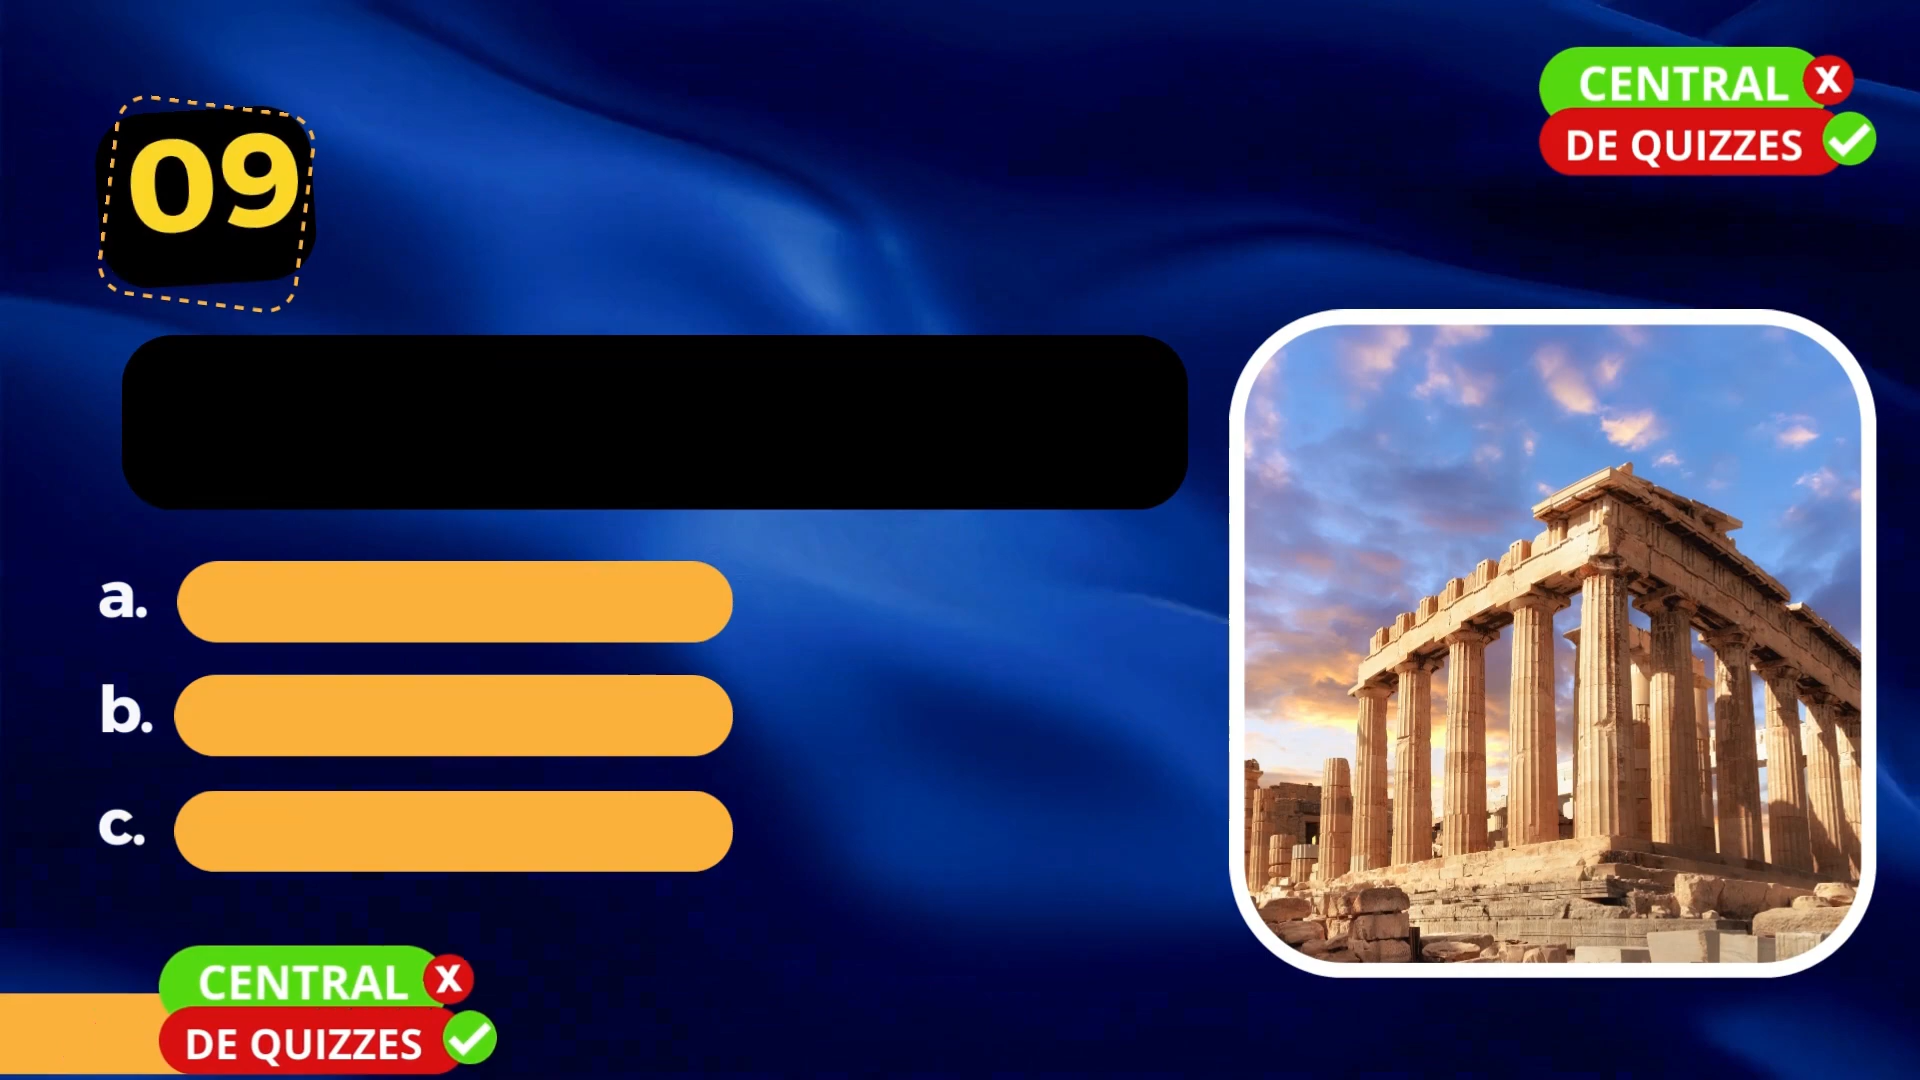 CENTRAL X
DE QUIZZES
09
a.
b.
c.
CENTRAL X
DE QUIZZES